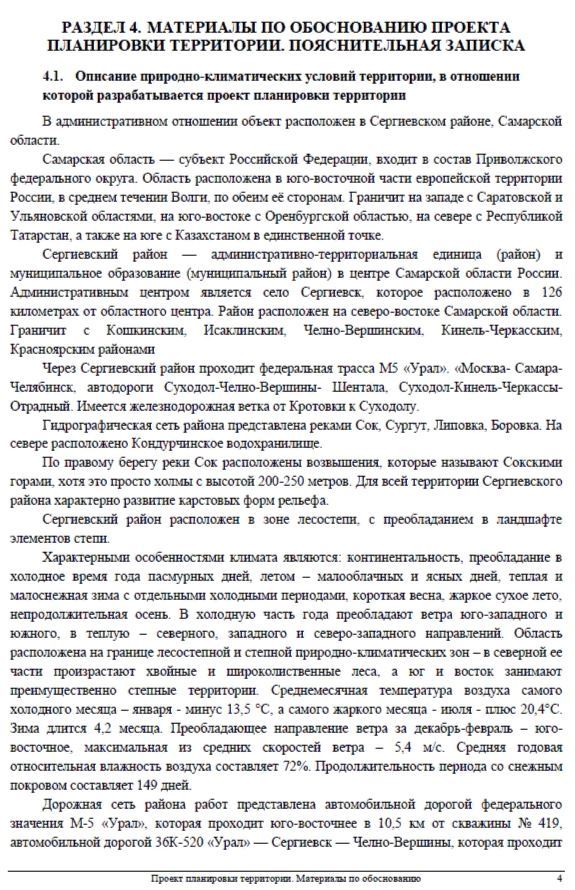 РАЗДЕЛ 4. МАТЕРИАЛЫ ПО ОБОСНОВАНИЮ ПРОЕКТА
ПЛАНИРОВКИ ТЕРРИТОРИИ. ПОЯСНИТЕЛЬНАЯ ЗАПИСКА
4.1. Описание природно-климатических условий территории, в отношении
которой разрабатывается проект планировки территории
В административном отношении объект расположен в Сергиевском районе, Самарской
области.
Самарская область — субъект Российской Федерации, входит в состав Приволжского
федерального округа. Область расположена в юго-восточной части европейской территории
России, в среднем течении Волги, по обеим её сторонам. Граничит на западе с Саратовской и
Ульяновской областями, на юго-востоке с Оренбургской областью, на севере с Республикой
Татарстан, а также на юге с Казахстаном в единственной точке.
Сергиевский район — административно-территориальная единица (район) и
муниципальное образование (муниципальный район) в центре Самарской области России.
Административным центром является село Сергиевск, которое расположено в 126
километрах от областного центра. Район расположен на северо-востоке Самарской области.
Граничит с Кошкинским, Исаклинским, Челно-Вершинским, Кинель-Черкасским,
Красноярским районами
Через Сергиевский район проходит федеральная трасса М5 «Урал». «Москва- Самара-
Челябинск, автодороги Суходол-Челно-Вершины- Шентала, Суходол-Кинель-Черкассы-
Отрадный. Имеется железнодорожная ветка от Кротовки к Суходолу.
Гидрографическая сеть района представлена реками Сок, Сургут, Липовка, Боровка. На
севере расположено Кондурчинское водохранилище.
По правому берегу реки Сок расположены возвышения, которые называют Сокскими
горами, хотя это просто холмы с высотой 200-250 метров. Для всей территории Сергиевского
района характерно развитие карстовых форм рельефа.
Сергиевский район расположен в зоне лесостепи, с преобладанием в ландшафте
элементов степи.
Характерными особенностями климата являются: континентальность, преобладание в
холодное время года пасмурных дней, летом – малооблачных и ясных дней, теплая и
малоснежная зима с отдельными холодными периодами, короткая весна, жаркое сухое лето,
непродолжительная осень. В холодную часть года преобладают ветра юго-западного и
южного, в теплую – северного, западного и северо-западного направлений. Область
расположена на границе лесостепной и степной природно-климатических зон – в северной ее
части произрастают хвойные и широколиственные леса, а юг и восток занимают
преимущественно степные территории. Среднемесячная температура воздуха самого
холодного месяца – января - минус 13,5 °С, а самого жаркого месяца - июля - плюс 20,4°С.
Зима длится 4,2 месяца. Преобладающее направление ветра за декабрь-февраль – юго-
восточное, максимальная из средних скоростей ветра – 5,4 м/с. Средняя годовая
относительная влажность воздуха составляет 72%. Продолжительность периода со снежным
покровом составляет 149 дней.
Дорожная сеть района работ представлена автомобильной дорогой федерального
значения М-5 «Урал», которая проходит юго-восточнее в 10,5 км от скважины № 419,
автомобильной дорогой 36К-520 «Урал» — Сергиевск — Челно-Вершины, которая проходит
Проект планировки территории. Материалы по обоснованию 4